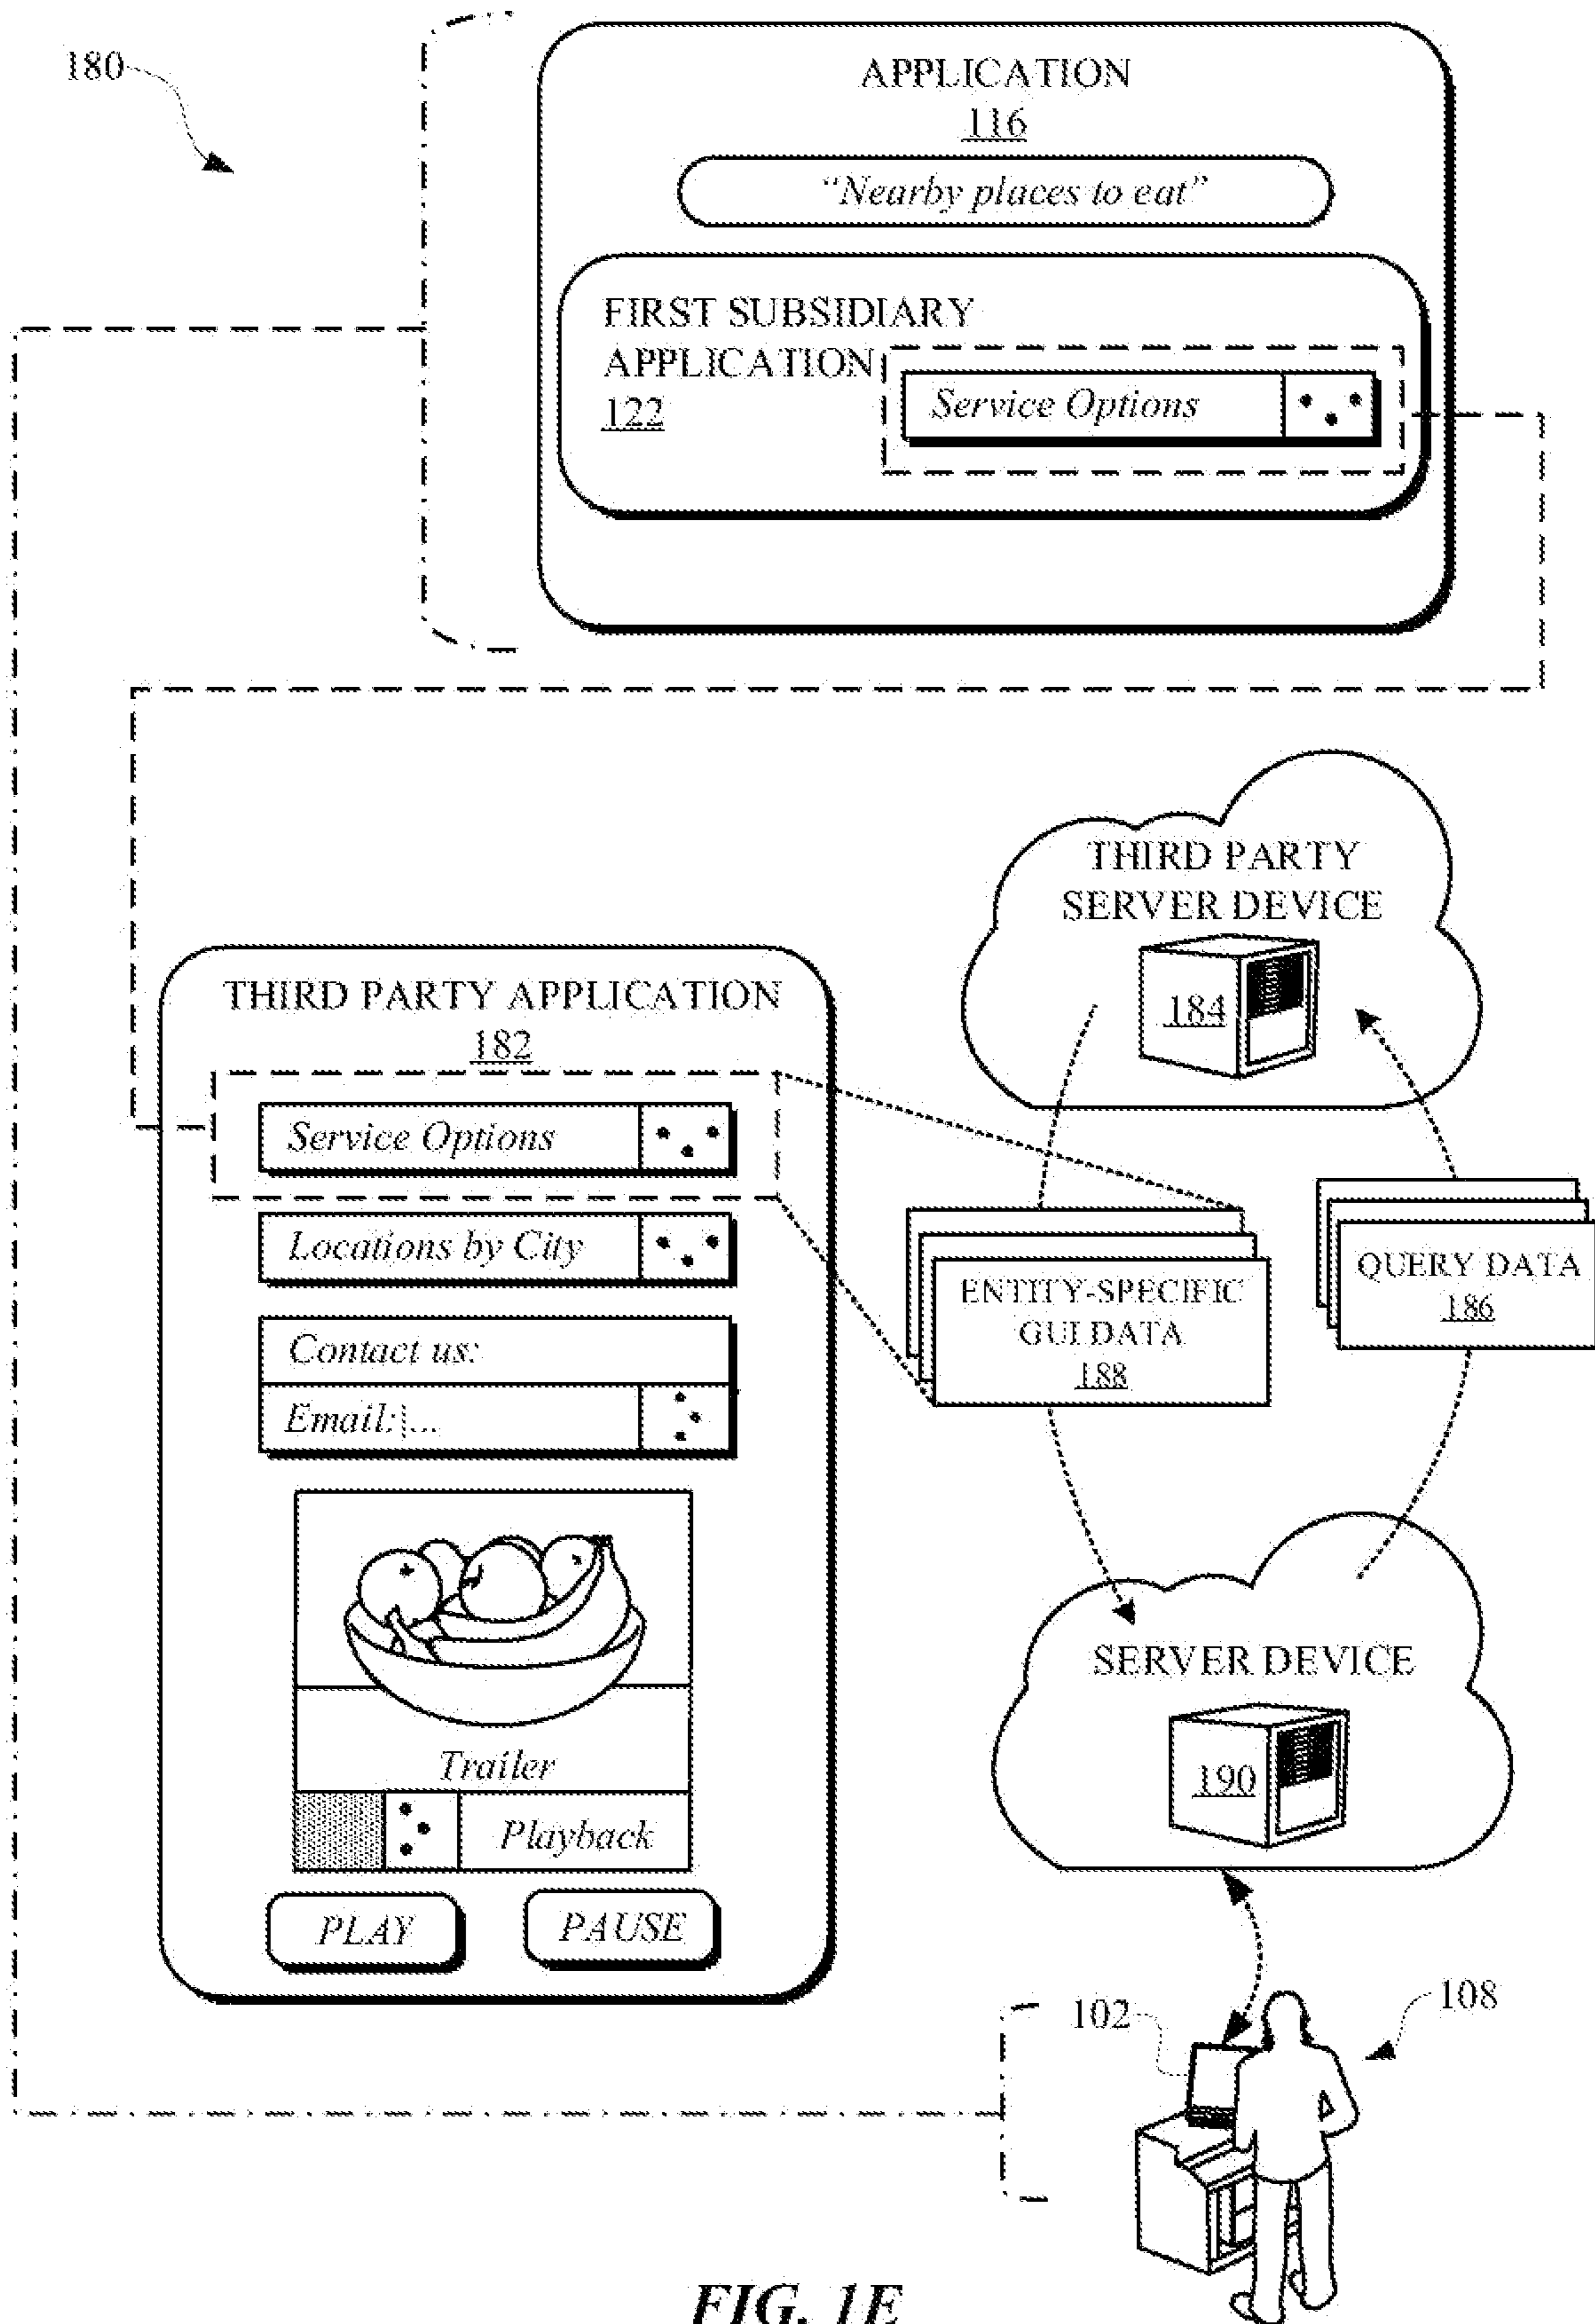 180
APPLICATION
116
“Nearby places to eat”
FIRST SUBSIDIARY
APPLICATION
122
Service Options
THIRD PARTY
SERVER DEVICE
184
THIRD PARTY APPLICATION
182
Service Options
Locations by City
Contact us:
Email: |...
ENTITY-SPECIFIC
GUI DATA
188
QUERY DATA
186
Trailer
Playback
PLAY
PAUSE
SERVER DEVICE
190
102
108
FIG. 1E